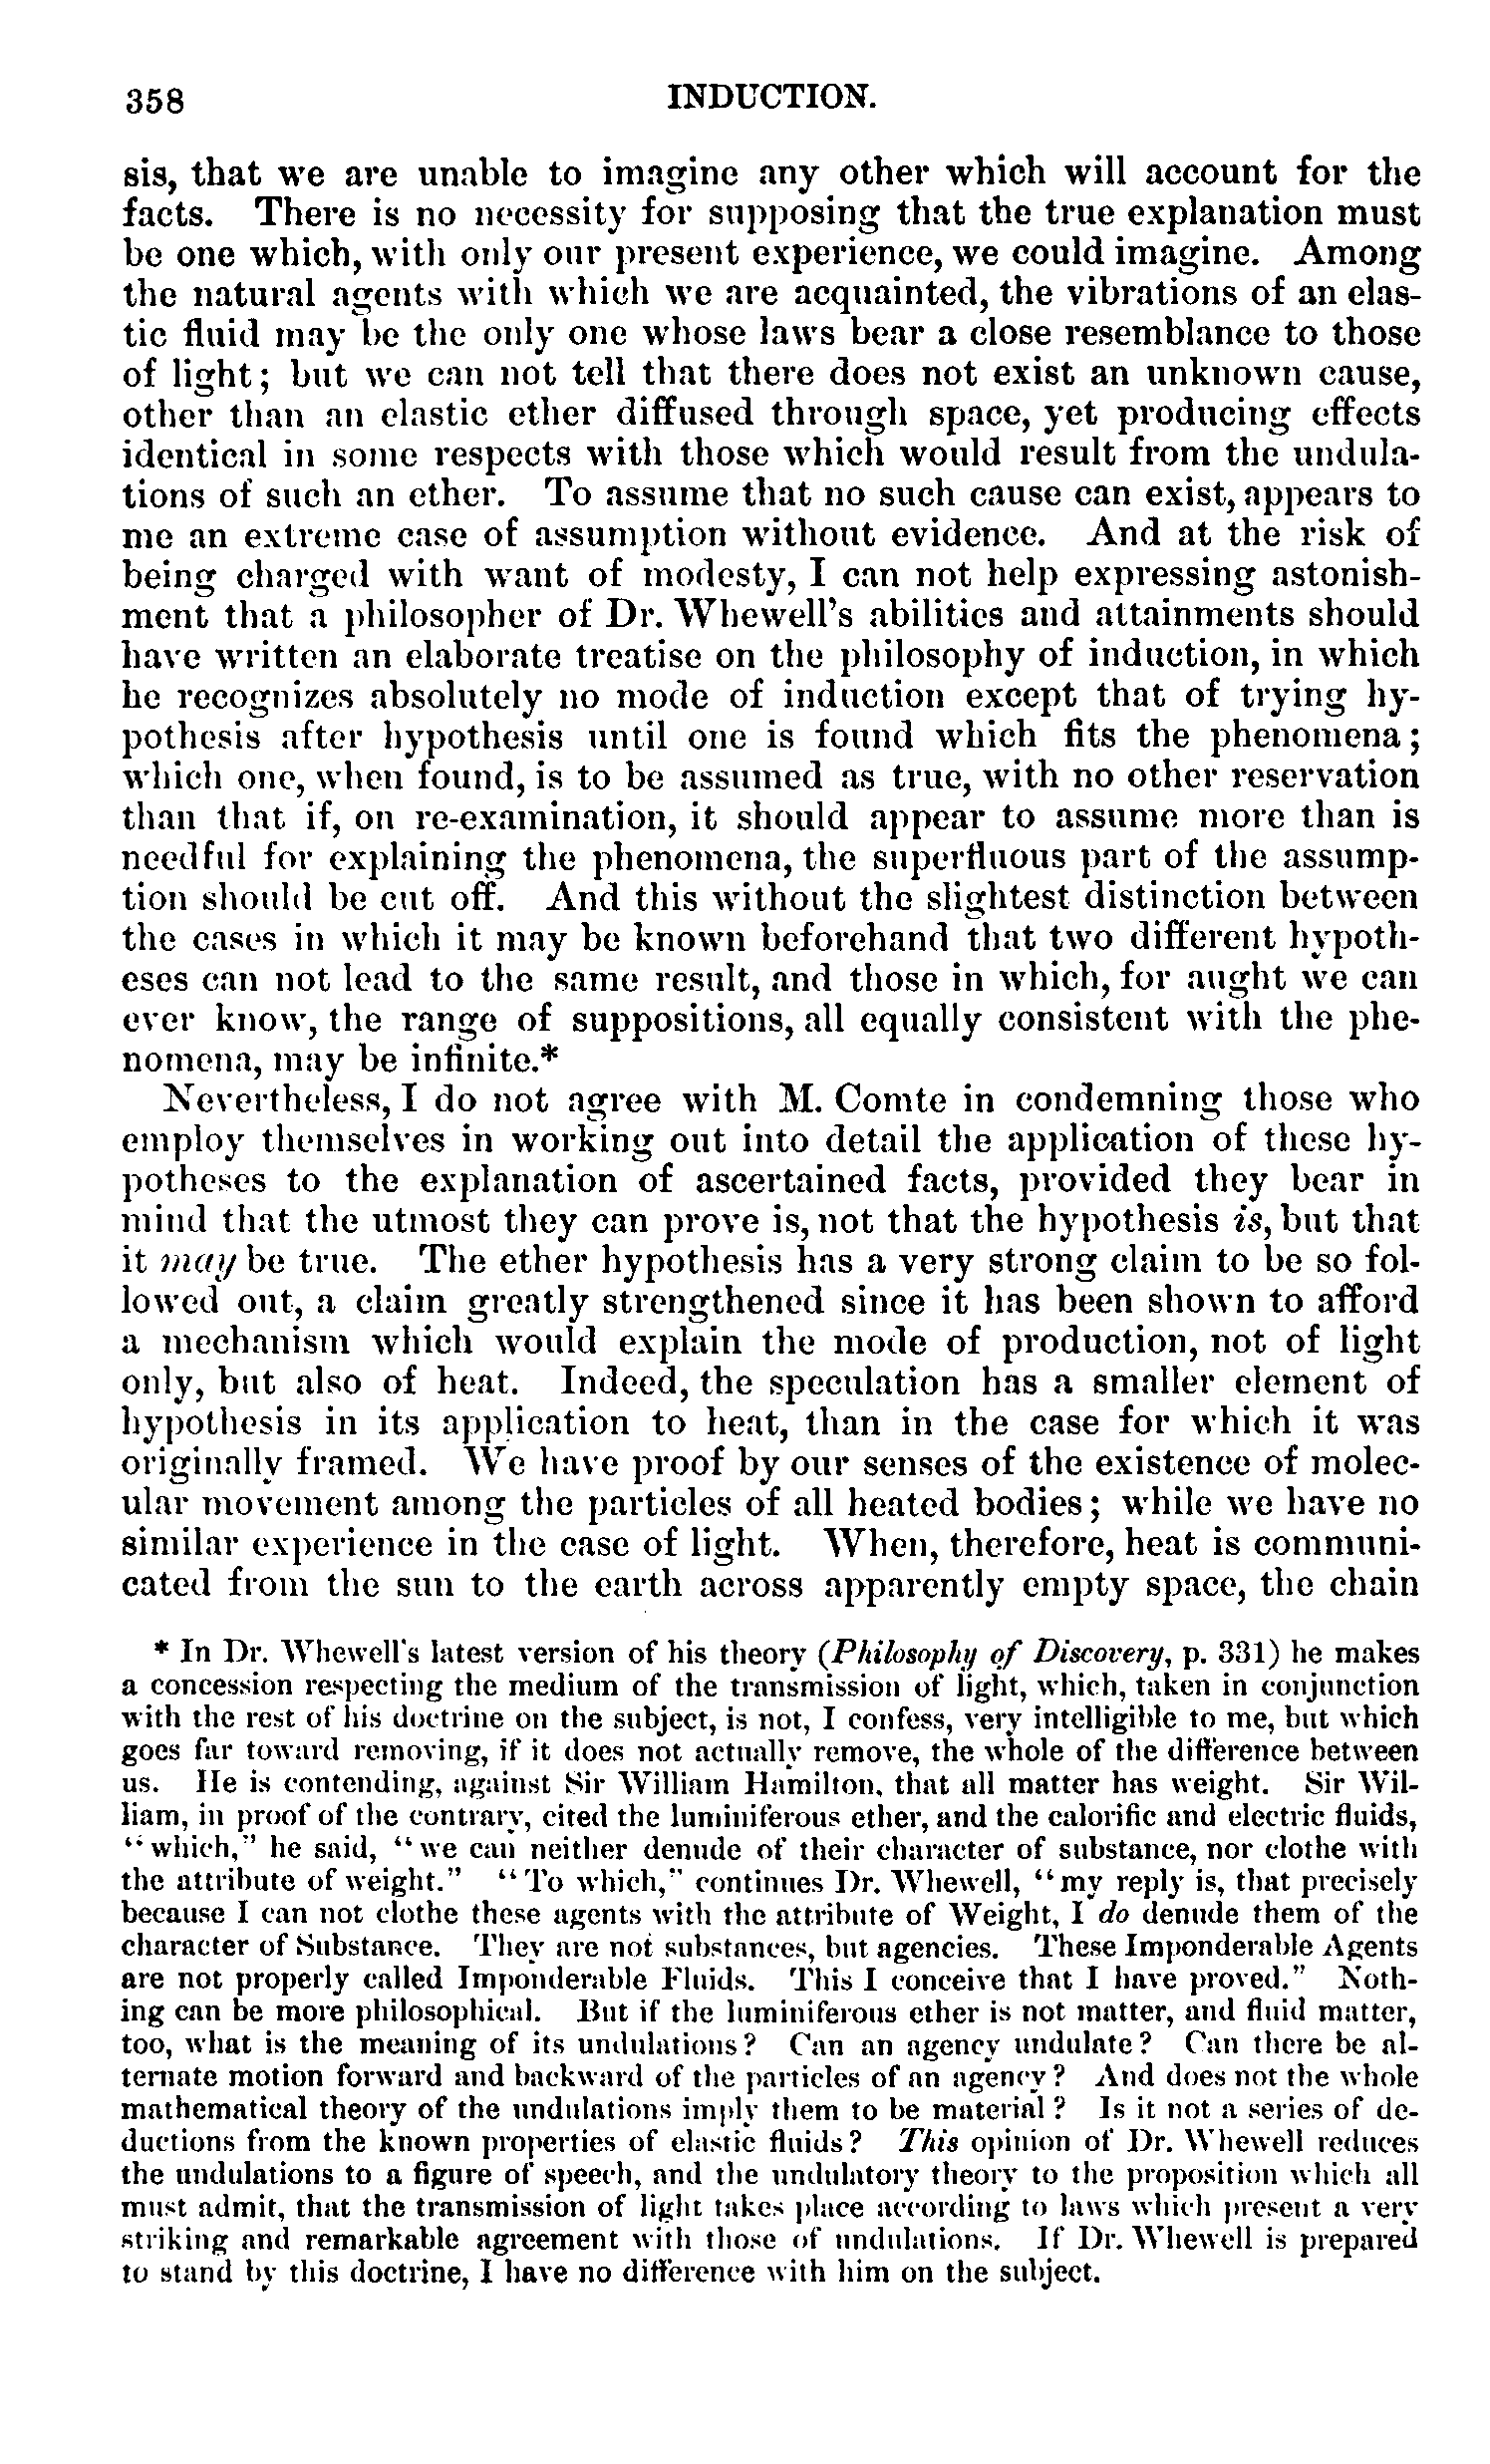 358 INDUCTION.
sis, that we are unable to imagine any other which will account for the
facts. There is no necessity for supposing that the true explanation must
be one which, with only our present experience, we could imagine. Among
the natural agents with which we are acquainted, the vibrations of an elas-
tic fluid may be the only one whose laws bear a close resemblance to those
of light; but we can not tell that there does not exist an unknown cause,
other than an elastic ether diffused through space, yet producing effects
identical in some respects with those which would result from the undula-
tions of such an ether. To assume that no such cause can exist, appears to
me an extreme case of assumption without evidence. And at the risk of
being charged with want of modesty, I can not help expressing astonish-
ment that a philosopher of Dr. Whewell's abilities and attainments should
have written an elaborate treatise on the philosophy of induction, in which
he recognizes absolutely no mode of induction except that of trying hy-
pothesis after hypothesis until one is found which fits the phenomena;
which one, when found, is to be assumed as true, with no other reservation
than that if, on re-examination, it should appear to assume more than is
needful for explaining the phenomena, the superfluous part of the assump-
tion should be cut off. And this without the slightest distinction between
the cases in which it may be known beforehand that two different hypoth-
eses can not lead to the same result, and those in which, for aught we can
ever know, the range of suppositions, all equally consistent with the phe-
nomena, may be infinite.*
Nevertheless, I do not agree with M. Comte in condemning those who
employ themselves in working out into detail the application of these hy-
potheses to the explanation of ascertained facts, provided they bear in
mind that the utmost they can prove is, not that the hypothesis is, but that
it may be true. The ether hypothesis has a very strong claim to be so fol-
lowed out, a claim greatly strengthened since it has been shown to afford
a mechanism which would explain the mode of production, not of light
only, but also of heat. Indeed, the speculation has a smaller element of
hypothesis in its application to heat, than in the case for which it was
originally framed. We have proof by our senses of the existence of molec-
ular movement among the particles of all heated bodies; while we have no
similar experience in the case of light. When, therefore, heat is communi-
cated from the sun to the earth across apparently empty space, the chain
* In Dr. Whewell's latest version of his theory (Philosophy of Discovery, p. 331) he makes
a concession respecting the medium of the transmission of light, which, taken in conjunction
with the rest of his doctrine on the subject, is not, I confess, very intelligible to me, but which
goes far toward removing, if it does not actually remove, the whole of the difference between
us. He is contending, against Sir William Hamilton, that all matter has weight. Sir Wil-
liam, in proof of the contrary, cited the luminiferous ether, and the calorific and electric fluids,
"which," he said, "we can neither denude of their character of substance, nor clothe with
the attribute of weight." "To which," continues Dr. Whewell, "my reply is, that precisely
because I can not clothe these agents with the attribute of Weight, I do denude them of the
character of Substance. They are not substances, but agencies. These Imponderable Agents
are not properly called Imponderable Fluids. This I conceive that I have proved." Noth-
ing can be more philosophical. But if the luminiferous ether is not matter, and fluid matter,
too, what is the meaning of its undulations? Can an agency undulate? Can there be al-
ternate motion forward and backward of the particles of an agency? And does not the whole
mathematical theory of the undulations imply them to be material? Is it not a series of de-
ductions from the known properties of elastic fluids? This opinion of Dr. Whewell reduces
the undulations to a figure of speech, and the undulatory theory to the proposition which all
must admit, that the transmission of light takes place according to laws which present a very
striking and remarkable agreement with those of undulations. If Dr. Whewell is prepared
to stand by this doctrine, I have no difference with him on the subject.